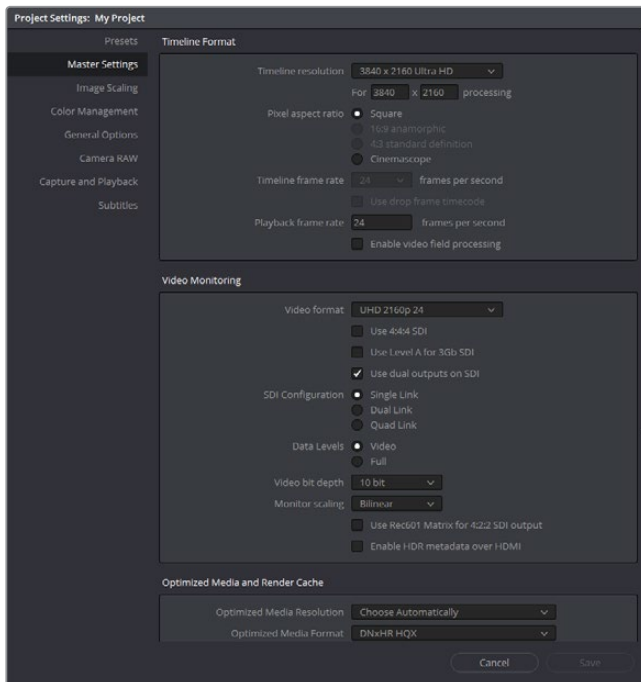 Project Settings: My Project
Presets
Master Settings
Image Scaling
Color Management
General Options
Camera RAW
Capture and Playback
Subtitles
Timeline Format
Timeline resolution 3840 x 2160 Ultra HD
For 3840 x 2160 processing
Pixel aspect ratio Square
16:9 anamorphic
4:3 standard definition
Cinemascope
Timeline frame rate 24 frames per second
Use drop frame timecode
Playback frame rate 24 frames per second
Enable video field processing
Video Monitoring
Video format UHD 2160p 24
Use 4:4:4 SDI
Use Level A for 3Gb SDI
Use dual outputs on SDI
SDI Configuration Single Link
Dual Link
Quad Link
Data Levels Video
Full
Video bit depth 10 bit
Monitor scaling Bilinear
Use Rec601 Matrix for 4:2:2 SDI output
Enable HDR metadata over HDMI
Optimized Media and Render Cache
Optimized Media Resolution Choose Automatically
Optimized Media Format DNxHR HQX
Cancel Save